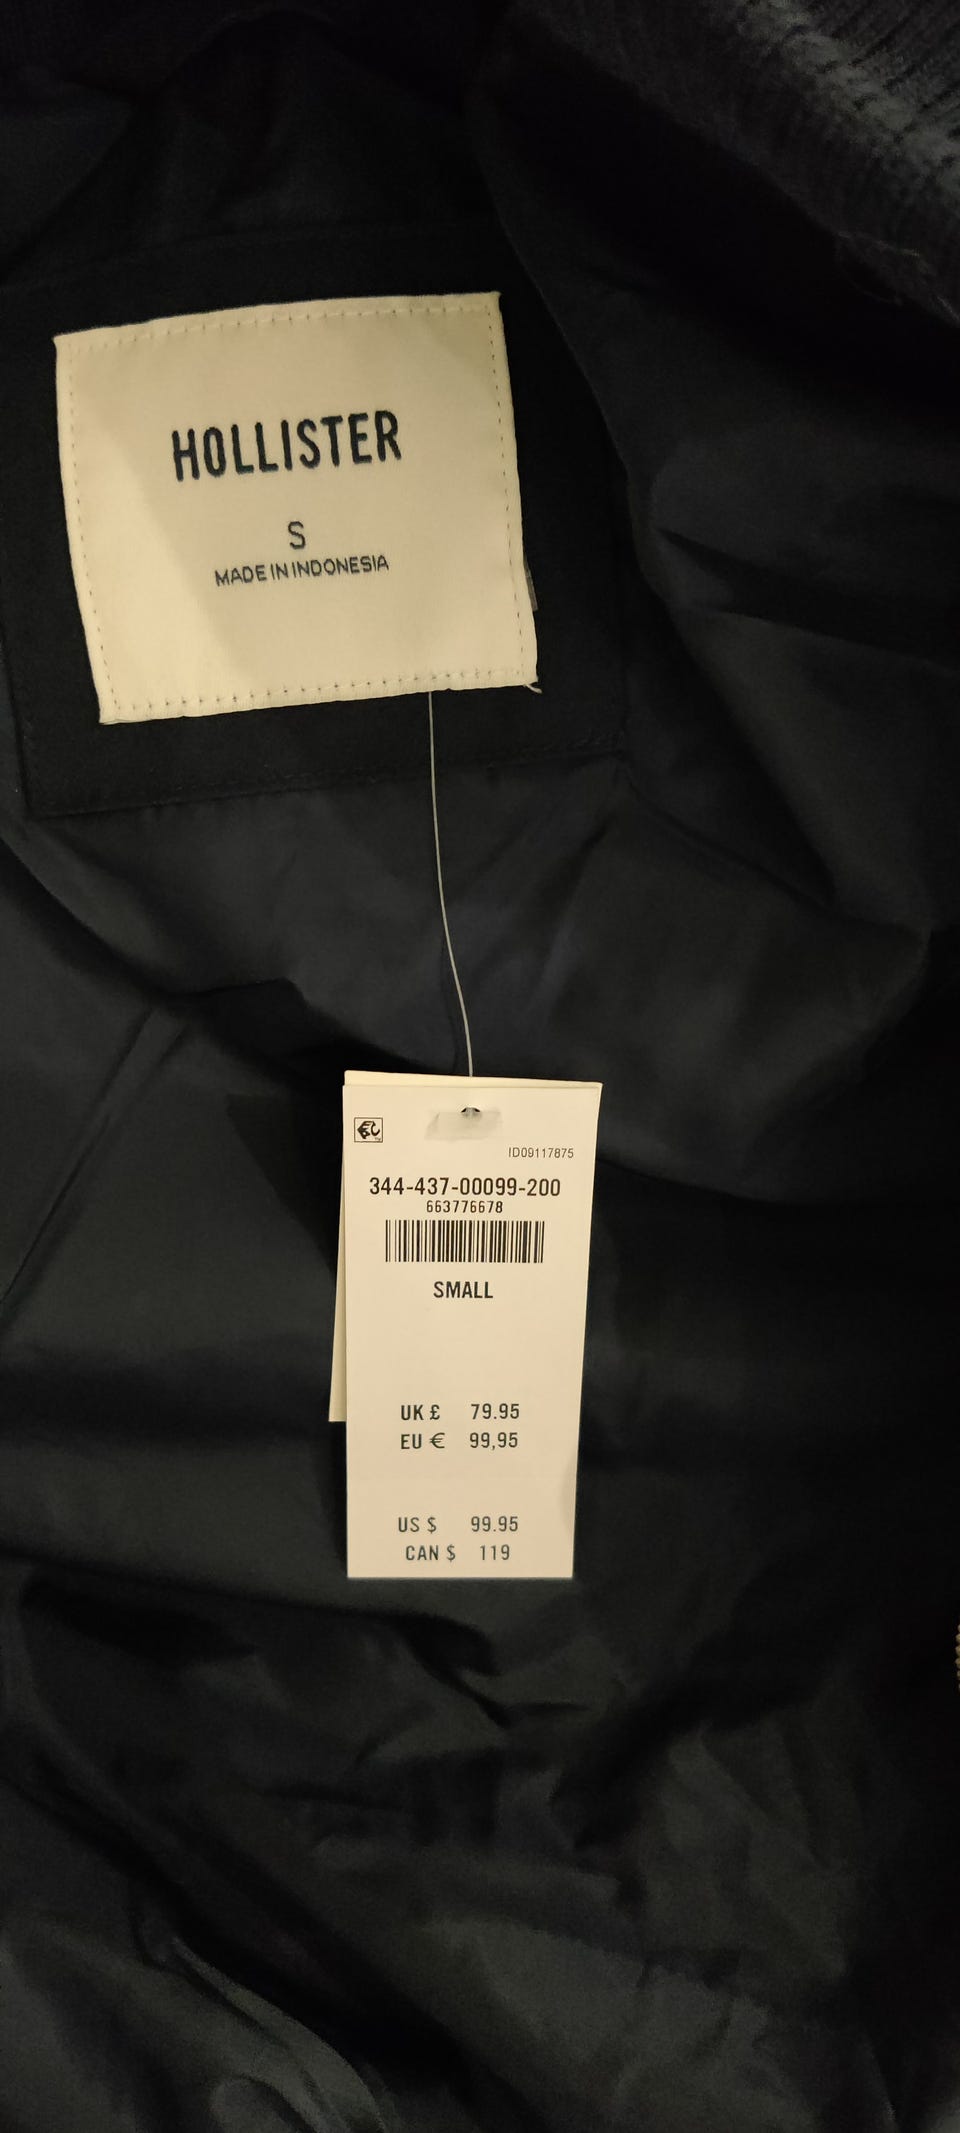 HOLLISTER
S
MADE IN INDONESIA
ID09117875
344-437-00099-200
663776678
SMALL
UK £ 79.95
EU € 99,95
US $ 99.95
CAN $ 119